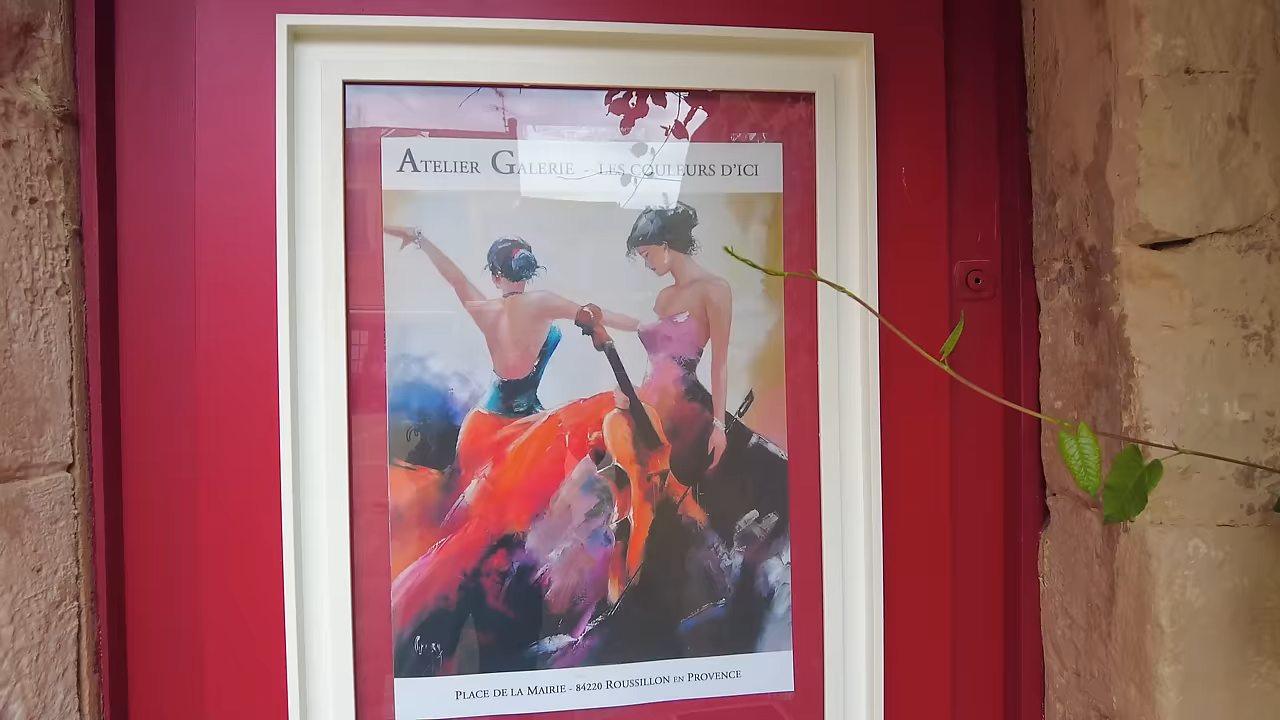 ATELIER GALERIE - LES COULEURS D'ICI
PLACE DE LA MAIRIE - 84220 ROUSSILLON EN PROVENCE